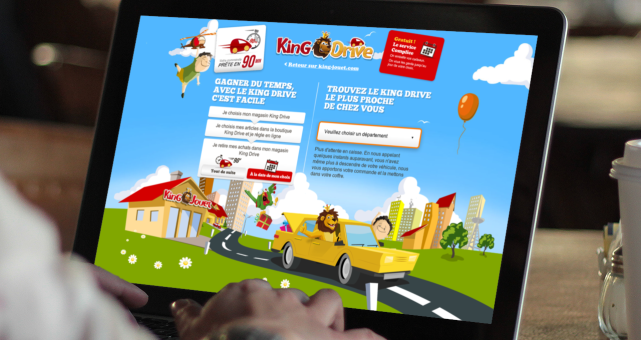 90mn
PRÊTE EN 90mn
KinG Drive
Retour sur kingjouet.com
Gratuit !
Le service
Complice
GAGNER DU TEMPS,
AVEC LE KING DRIVE
C'EST FACILE
Je choisis mon magasin King Drive
Je choisis mes articles dans la boutique
King Drive et je règle en ligne
Je retire mes achats dans mon magasin
King Drive
Tout de suite
À la date de mon choix
TROUVEZ LE KING DRIVE
LE PLUS PROCHE
DE CHEZ VOUS
Veuillez choisir un département
Plus d'attente en caisse. En nous appelant
quelques instants auparavant, vous n'avez
même plus à descendre de votre véhicule, nous
vous apportons votre commande et la mettons
dans votre coffre.
KinG Jouet